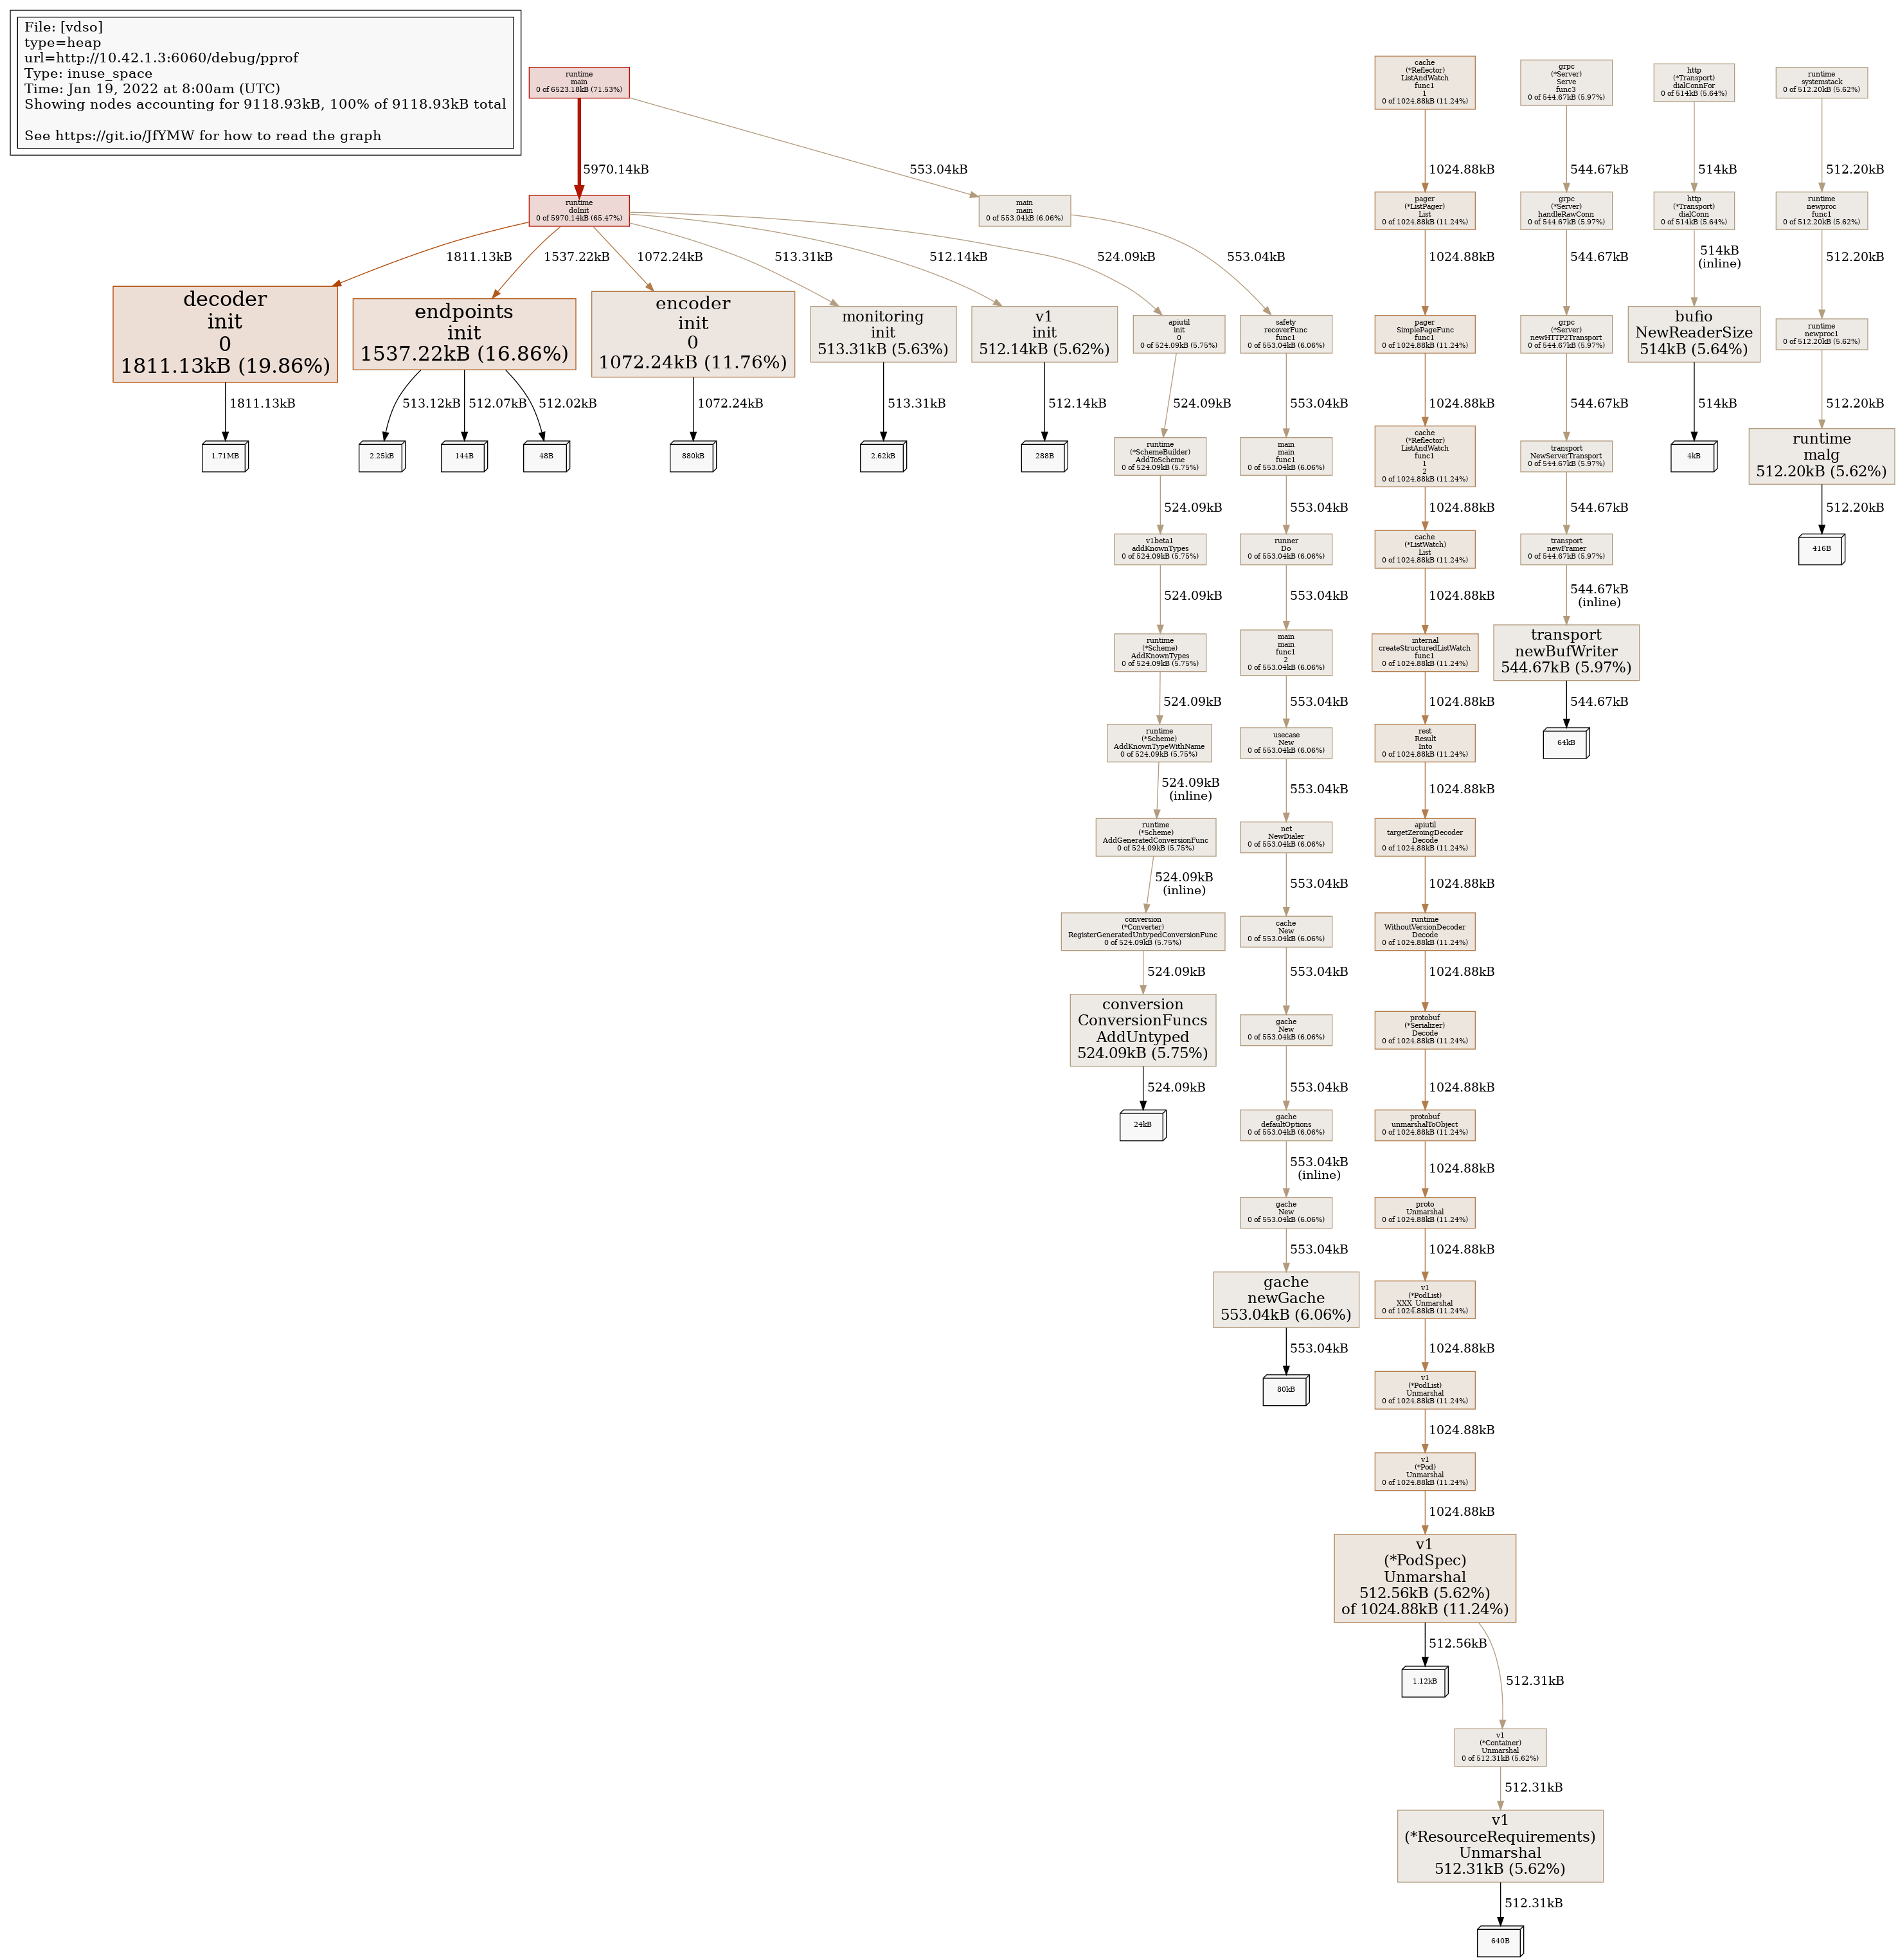 File: [vdso]
type=heap
url=http://10.42.1.3:6060/debug/pprof
Type: inuse_space
Time: Jan 19, 2022 at 8:00am (UTC)
Showing nodes accounting for 9118.93kB, 100% of 9118.93kB total
See https://git.io/JfYMW for how to read the graph
runtime
main
0 of 6523.18kB (71.53%)
5970.14kB
553.04kB
runtime
doInit
0 of 5970.14kB (65.47%)
main
main
0 of 553.04kB (6.06%)
1811.13kB
1537.22kB
1072.24kB
513.31kB
512.14kB
524.09kB
553.04kB
decoder
init
0
1811.13kB (19.86%)
1811.13kB
1.71MB
endpoints
init
1537.22kB (16.86%)
513.12kB
512.07kB
512.02kB
2.25kB
144B
48B
encoder
init
0
1072.24kB (11.76%)
1072.24kB
880kB
monitoring
init
513.31kB (5.63%)
513.31kB
2.62kB
v1
init
512.14kB (5.62%)
512.14kB
288B
apiutil
init
0
0 of 524.09kB (5.75%)
524.09kB
runtime
(*SchemeBuilder)
AddToScheme
0 of 524.09kB (5.75%)
524.09kB
v1beta1
addKnownTypes
0 of 524.09kB (5.75%)
524.09kB
runtime
(*Scheme)
AddKnownTypes
0 of 524.09kB (5.75%)
524.09kB
runtime
(*Scheme)
AddKnownTypeWithName
0 of 524.09kB (5.75%)
524.09kB
(inline)
runtime
(*Scheme)
AddGeneratedConversionFunc
0 of 524.09kB (5.75%)
524.09kB
(inline)
conversion
(*Converter)
RegisterGeneratedUntypedConversionFunc
0 of 524.09kB (5.75%)
524.09kB
conversion
ConversionFuncs
AddUntyped
524.09kB (5.75%)
524.09kB
24kB
safety
recoverFunc
func1
0 of 553.04kB (6.06%)
553.04kB
main
main
func1
0 of 553.04kB (6.06%)
553.04kB
runner
Do
0 of 553.04kB (6.06%)
553.04kB
main
main
func1
2
0 of 553.04kB (6.06%)
553.04kB
usecase
New
0 of 553.04kB (6.06%)
553.04kB
net
NewDialer
0 of 553.04kB (6.06%)
553.04kB
cache
New
0 of 553.04kB (6.06%)
553.04kB
gache
New
0 of 553.04kB (6.06%)
553.04kB
gache
defaultOptions
0 of 553.04kB (6.06%)
553.04kB
(inline)
gache
New
0 of 553.04kB (6.06%)
553.04kB
gache
newGache
553.04kB (6.06%)
553.04kB
80kB
cache
(*Reflector)
ListAndWatch
func1
1
0 of 1024.88kB (11.24%)
1024.88kB
pager
(*ListPager)
List
0 of 1024.88kB (11.24%)
1024.88kB
pager
SimplePageFunc
func1
0 of 1024.88kB (11.24%)
1024.88kB
cache
(*Reflector)
ListAndWatch
func1
1
2
0 of 1024.88kB (11.24%)
1024.88kB
cache
(*ListWatch)
List
0 of 1024.88kB (11.24%)
1024.88kB
internal
createStructuredListWatch
func1
0 of 1024.88kB (11.24%)
1024.88kB
rest
Result
Into
0 of 1024.88kB (11.24%)
1024.88kB
apiutil
targetZeroingDecoder
Decode
0 of 1024.88kB (11.24%)
1024.88kB
runtime
WithoutVersionDecoder
Decode
0 of 1024.88kB (11.24%)
1024.88kB
protobuf
(*Serializer)
Decode
0 of 1024.88kB (11.24%)
1024.88kB
protobuf
unmarshalToObject
0 of 1024.88kB (11.24%)
1024.88kB
proto
Unmarshal
0 of 1024.88kB (11.24%)
1024.88kB
v1
(*PodList)
XXX_Unmarshal
0 of 1024.88kB (11.24%)
1024.88kB
v1
(*PodList)
Unmarshal
0 of 1024.88kB (11.24%)
1024.88kB
v1
(*Pod)
Unmarshal
0 of 1024.88kB (11.24%)
1024.88kB
v1
(*PodSpec)
Unmarshal
512.56kB (5.62%)
of 1024.88kB (11.24%)
512.56kB
1.12kB
512.31kB
v1
(*Container)
Unmarshal
0 of 512.31kB (5.62%)
512.31kB
v1
(*ResourceRequirements)
Unmarshal
512.31kB (5.62%)
512.31kB
640B
grpc
(*Server)
Serve
func3
0 of 544.67kB (5.97%)
544.67kB
grpc
(*Server)
handleRawConn
0 of 544.67kB (5.97%)
544.67kB
grpc
(*Server)
newHTTP2Transport
0 of 544.67kB (5.97%)
544.67kB
transport
NewServerTransport
0 of 544.67kB (5.97%)
544.67kB
transport
newFramer
0 of 544.67kB (5.97%)
544.67kB
(inline)
transport
newBufWriter
544.67kB (5.97%)
544.67kB
64kB
http
(*Transport)
dialConnFor
0 of 514kB (5.64%)
514kB
http
(*Transport)
dialConn
0 of 514kB (5.64%)
514kB
(inline)
bufio
NewReaderSize
514kB (5.64%)
514kB
4kB
runtime
systemstack
0 of 512.20kB (5.62%)
512.20kB
runtime
newproc
func1
0 of 512.20kB (5.62%)
512.20kB
runtime
newproc1
0 of 512.20kB (5.62%)
512.20kB
runtime
malg
512.20kB (5.62%)
512.20kB
416B